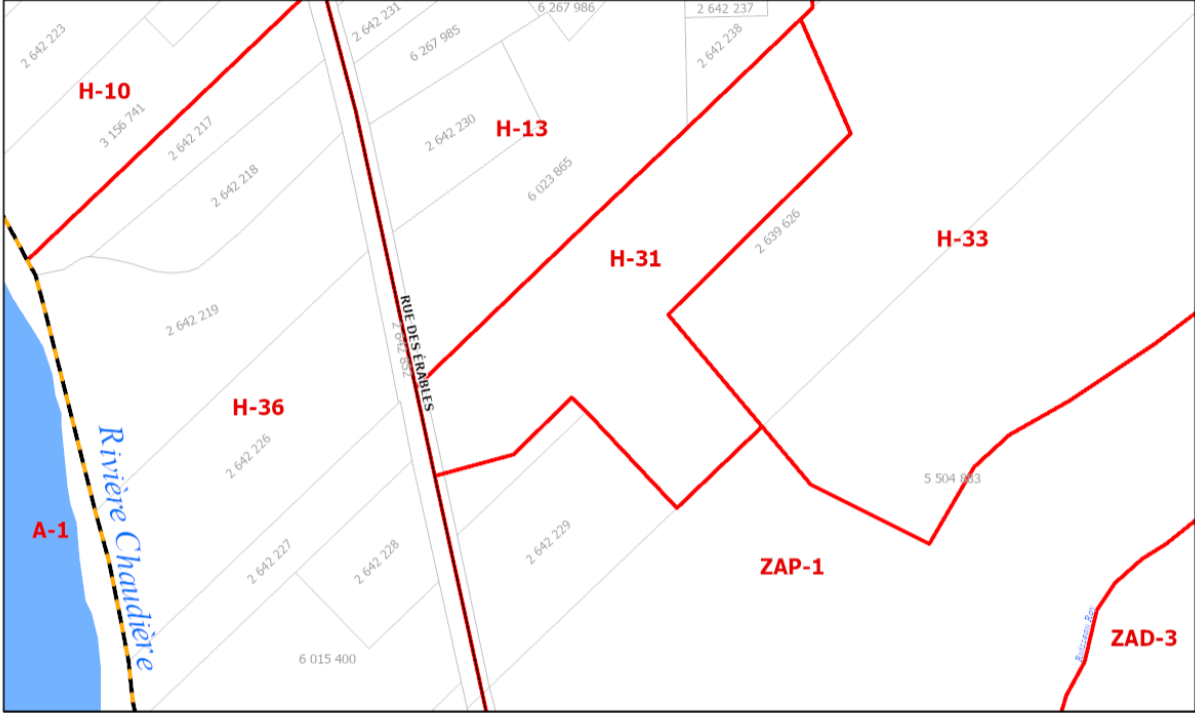 2 642 223
2 642 231
6 267 986
2 642 237
6 267 985
2 642 238
H-10
3 156 741
2 642 217
2 642 230
H-13
2 642 218
6 023 865
2 639 626
H-33
H-31
2 642 219
RUE DES ÉRABLES
2 642 852
H-36
2 642 226
Rivière Chaudière
A-1
5 504 883
2 642 227
2 642 228
2 642 229
ZAP-1
6 015 400
ZAD-3